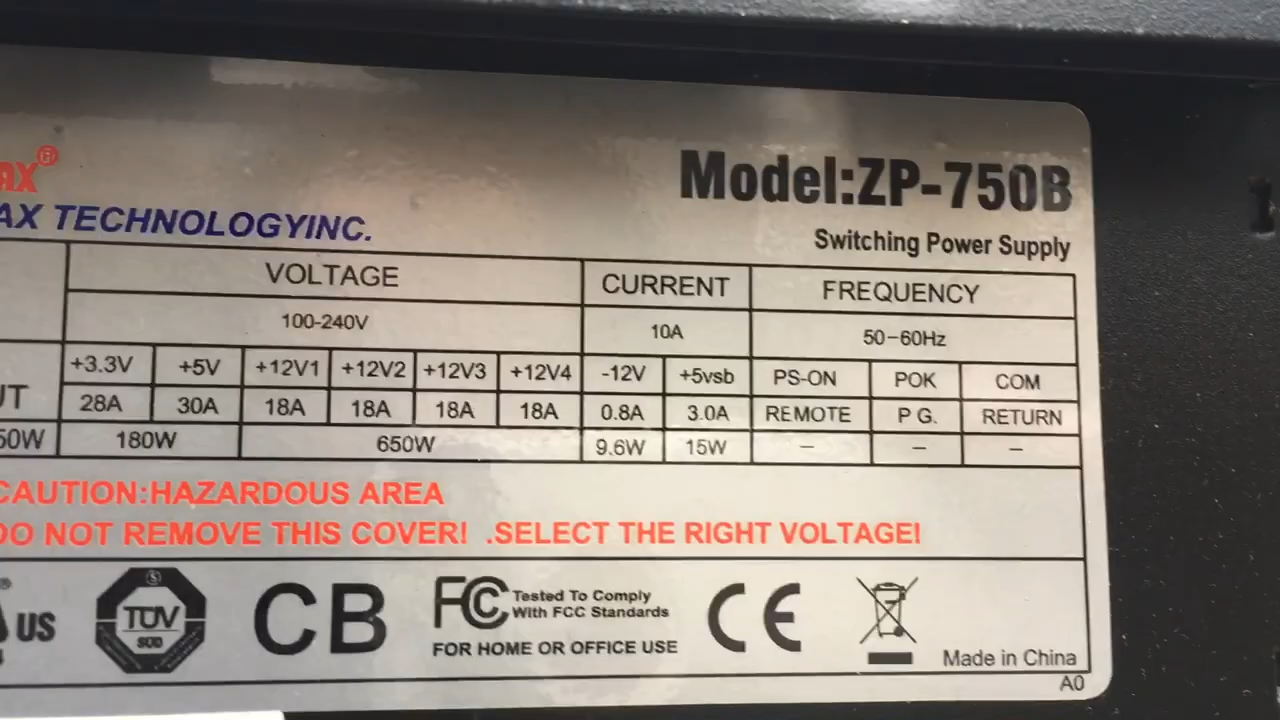 AX®
AX TECHNOLOGYINC.
Model:ZP-750B
Switching Power Supply
VOLTAGE CURRENT FREQUENCY
100-240V 10A 50-60Hz
+3.3V +5V +12V1 +12V2 +12V3 +12V4 -12V +5vsb PS-ON POK COM
UT 28A 30A 18A 18A 18A 18A 0.8A 3.0A REMOTE P G. RETURN
50W 180W 650W 9.6W 15W — — —
CAUTION:HAZARDOUS AREA
DO NOT REMOVE THIS COVER! .SELECT THE RIGHT VOLTAGE!
US
TUV
SUD
CB
FC Tested To Comply
With FCC Standards
FOR HOME OR OFFICE USE
CE
Made in China
A0